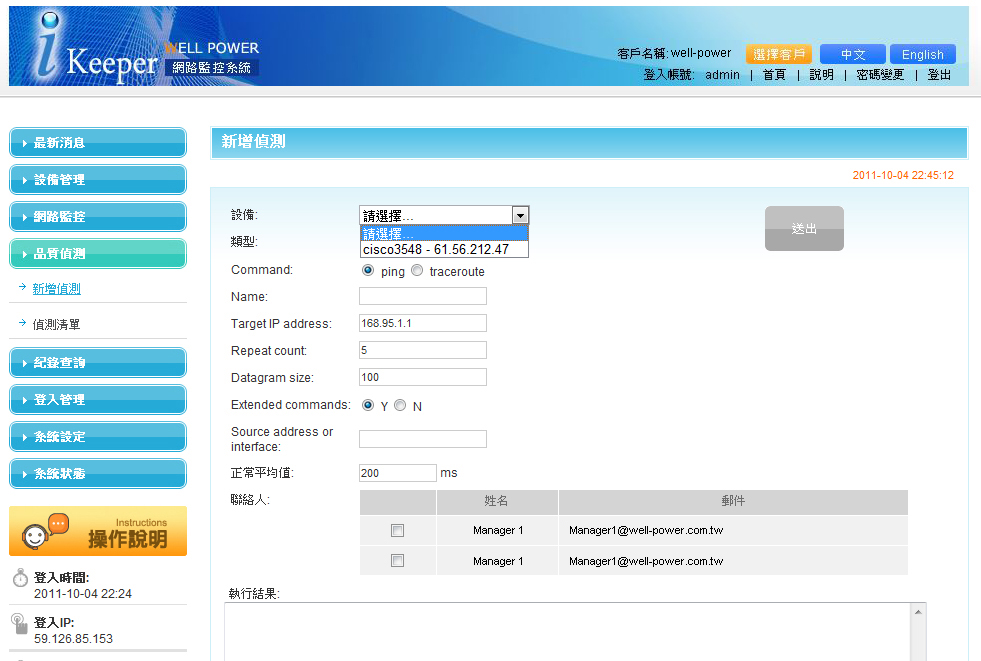 iKeeper
WELL POWER
網路監控系統
客戶名稱: well-power 選擇客戶 中文 English
登入帳號: admin | 首頁 | 說明 | 密碼變更 | 登出
最新消息
設備管理
網路監控
品質偵測
新增偵測
偵測清單
紀錄查詢
登入管理
系統設定
系統狀態
Instructions
操作說明
登入時間:
2011-10-04 22:24
登入IP:
59.126.85.153
新增偵測
2011-10-04 22:45:12
設備: 請選擇...
請選擇...
cisco3548 - 61.56.212.47
送出
類型:
Command: ping traceroute
Name:
Target IP address: 168.95.1.1
Repeat count: 5
Datagram size: 100
Extended commands: Y N
Source address or
interface:
正常平均值: 200 ms
聯絡人:
姓名 郵件
Manager 1 Manager1@well-power.com.tw
Manager 1 Manager1@well-power.com.tw
執行結果: